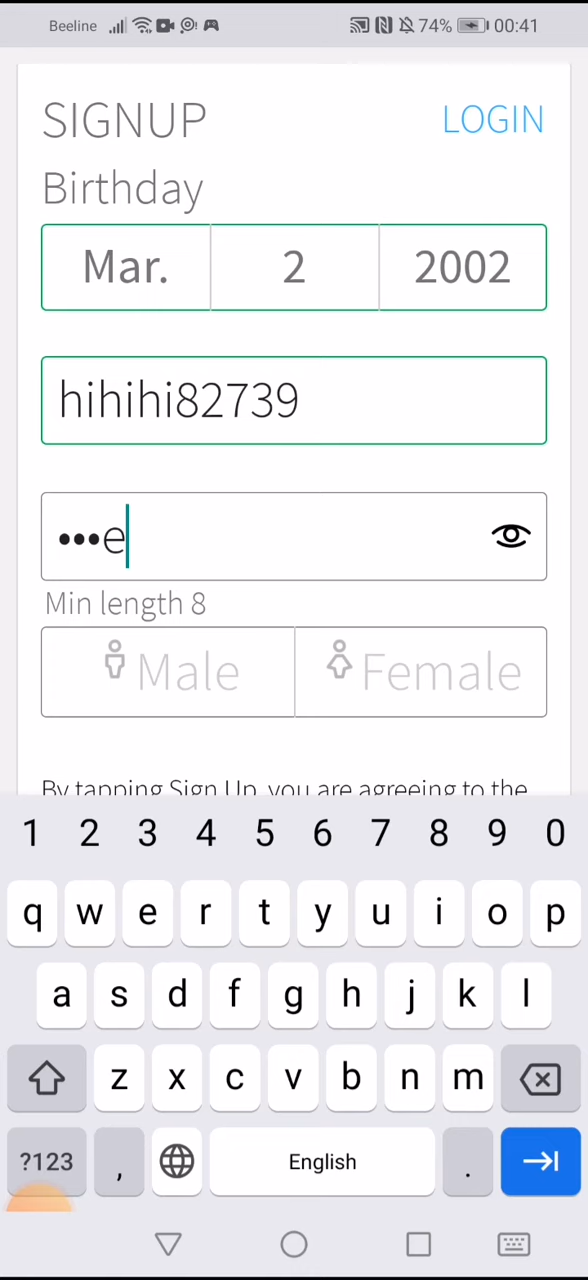 Beeline 74% 00:41
SIGNUP LOGIN
Birthday
Mar. 2 2002
hihihi82739
••••e
Min length 8
Male Female
By tapping Sign Up, you are agreeing to the
1 2 3 4 5 6 7 8 9 0
q w e r t y u i o p
a s d f g h j k l
z x c v b n m
?123 , English .